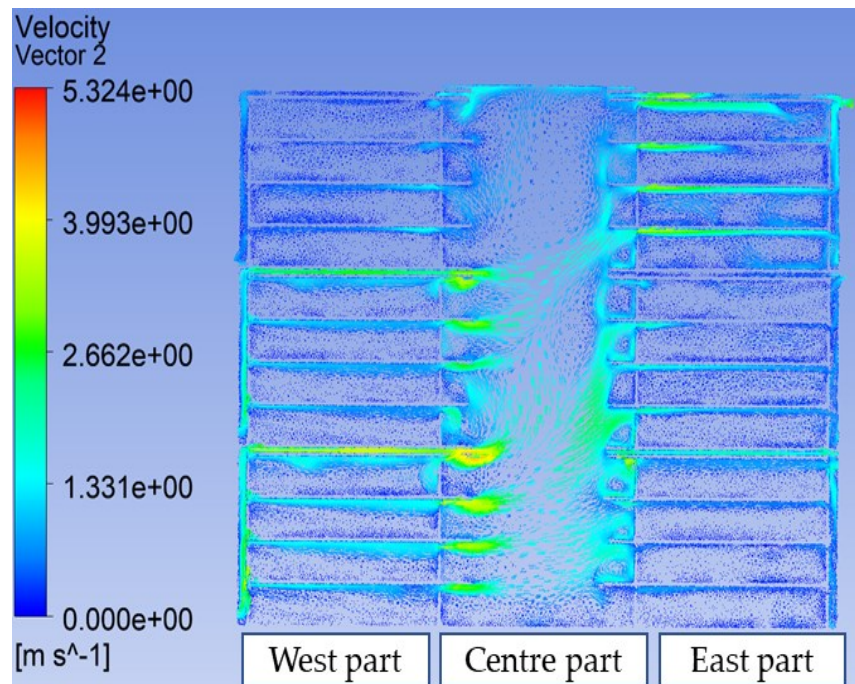 Velocity
Vector 2
5.324e+00
3.993e+00
2.662e+00
1.331e+00
0.000e+00
[m s^-1]
West part
Centre part
East part